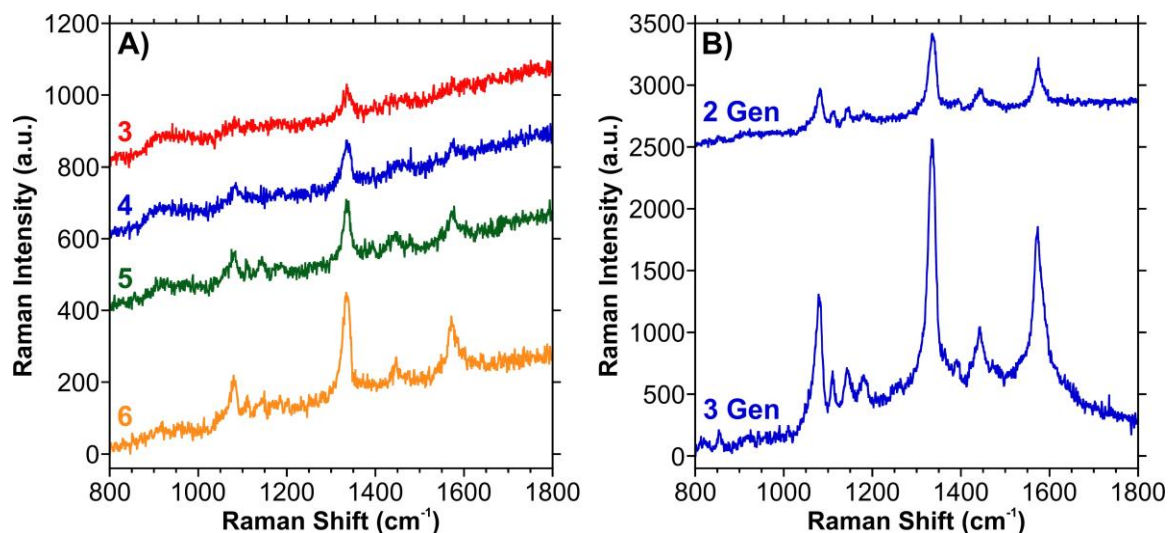 A)
Raman Intensity (a.u.)
1200
1000
800
600
400
200
0
3
4
5
6
800 1000 1200 1400 1600 1800
Raman Shift (cm⁻¹)
B)
Raman Intensity (a.u.)
3500
3000
2500
2000
1500
1000
500
0
2 Gen
3 Gen
800 1000 1200 1400 1600 1800
Raman Shift (cm⁻¹)